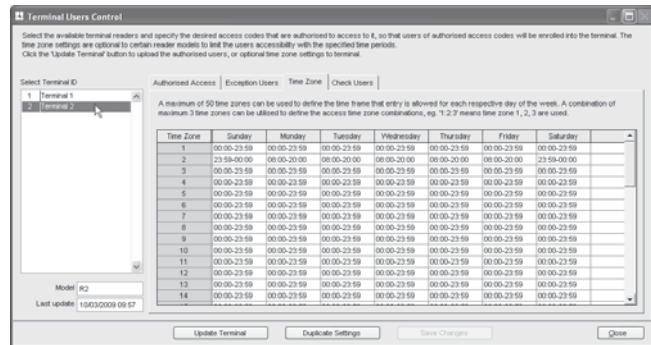 Terminal Users Control
Select the available terminal readers and specify the desired access codes that are authorised to access to it, so that users of authorised access codes will be enrolled into the terminal. The
time zone settings are optional to certain reader models to limit the users accessibility with the specified time periods.
Click the 'Update Terminal' button to upload the authorised users, or optional time zone settings to terminal.
Select Terminal ID
1 Terminal 1
2 Terminal 2
Model R2
Last update 10/03/2009 09:57
Authorised Access Exception Users Time Zone Check Users
A maximum of 50 time zones can be used to define the time frame that entry is allowed for each respective day of the week. A combination of
maximum 3 time zones can be utilised to define the access time zone combinations, eg. '1:2:3' means time zone 1, 2, 3 are used.
Time Zone Sunday Monday Tuesday Wednesday Thursday Friday Saturday
1 00:00-23:59 00:00-23:59 00:00-23:59 00:00-23:59 00:00-23:59 00:00-23:59 00:00-23:59
2 23:59-00:00 08:00-20:00 08:00-20:00 08:00-20:00 08:00-20:00 08:00-20:00 23:59-00:00
3 00:00-23:59 00:00-23:59 00:00-23:59 00:00-23:59 00:00-23:59 00:00-23:59 00:00-23:59
4 00:00-23:59 00:00-23:59 00:00-23:59 00:00-23:59 00:00-23:59 00:00-23:59 00:00-23:59
5 00:00-23:59 00:00-23:59 00:00-23:59 00:00-23:59 00:00-23:59 00:00-23:59 00:00-23:59
6 00:00-23:59 00:00-23:59 00:00-23:59 00:00-23:59 00:00-23:59 00:00-23:59 00:00-23:59
7 00:00-23:59 00:00-23:59 00:00-23:59 00:00-23:59 00:00-23:59 00:00-23:59 00:00-23:59
8 00:00-23:59 00:00-23:59 00:00-23:59 00:00-23:59 00:00-23:59 00:00-23:59 00:00-23:59
9 00:00-23:59 00:00-23:59 00:00-23:59 00:00-23:59 00:00-23:59 00:00-23:59 00:00-23:59
10 00:00-23:59 00:00-23:59 00:00-23:59 00:00-23:59 00:00-23:59 00:00-23:59 00:00-23:59
11 00:00-23:59 00:00-23:59 00:00-23:59 00:00-23:59 00:00-23:59 00:00-23:59 00:00-23:59
12 00:00-23:59 00:00-23:59 00:00-23:59 00:00-23:59 00:00-23:59 00:00-23:59 00:00-23:59
13 00:00-23:59 00:00-23:59 00:00-23:59 00:00-23:59 00:00-23:59 00:00-23:59 00:00-23:59
14 00:00-23:59 00:00-23:59 00:00-23:59 00:00-23:59 00:00-23:59 00:00-23:59 00:00-23:59
Update Terminal Duplicate Settings Save Changes Close